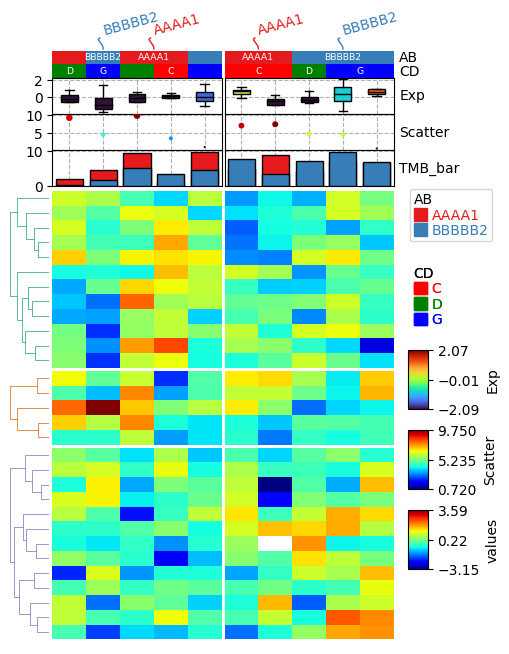 BBBBB2 AAAA1 AAAA1 BBBBB2
BBBBB2 AAAA1 AAAA1 BBBBB2 AB
D G C C D G CD
2
0
Exp
10
5
Scatter
10
0
TMB_bar
AB
AAAA1
BBBBB2
CD
C
D
G
2.07
−0.01
−2.09
Exp
9.750
5.235
0.720
Scatter
3.59
0.22
−3.15
values